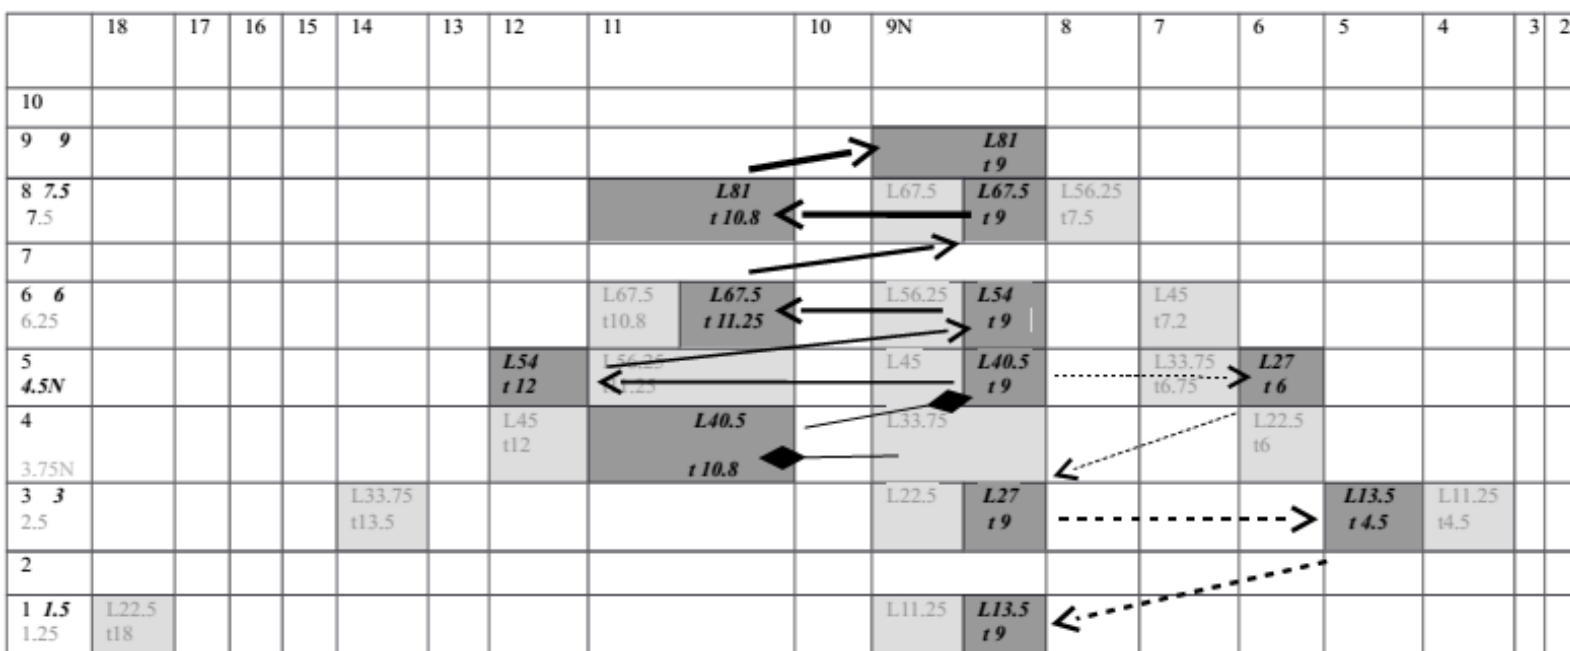 18 17 16 15 14 13 12 11 10 9N 8 7 6 5 4 3 2
10
9 9 L81
t 9
8 7.5 L81 L67.5 L67.5 L56.25
7.5 t 10.8 t 9 t7.5
7
6 6 L67.5 L67.5 L56.25 L54 L45
6.25 t10.8 t 11.25 t 9 t7.2
5 L54 L56.25 L45 L40.5 L33.75 L27
4.5N t 12 t 9 t6.75 t 6
4 L45 L40.5 L33.75 L22.5
t12 t6
3.75N t 10.8
3 3 L33.75 L22.5 L27 L13.5 L11.25
2.5 t13.5 t 9 t 4.5 t4.5
2
1 1.5 L22.5 L11.25 L13.5
1.25 t18 t 9